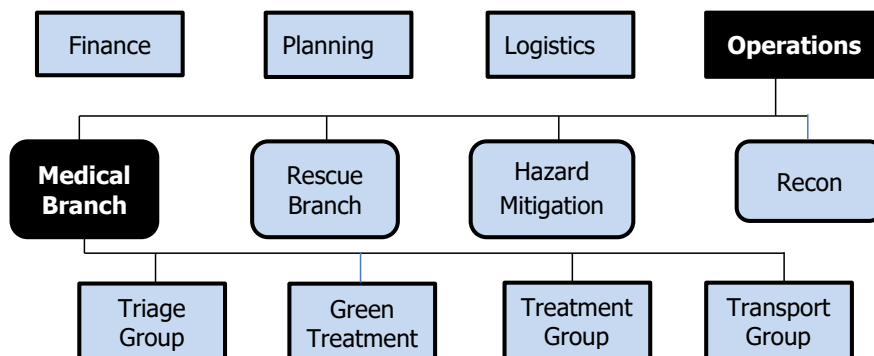 Finance
Planning
Logistics
Operations
Medical
Branch
Rescue
Branch
Hazard
Mitigation
Recon
Triage
Group
Green
Treatment
Treatment
Group
Transport
Group